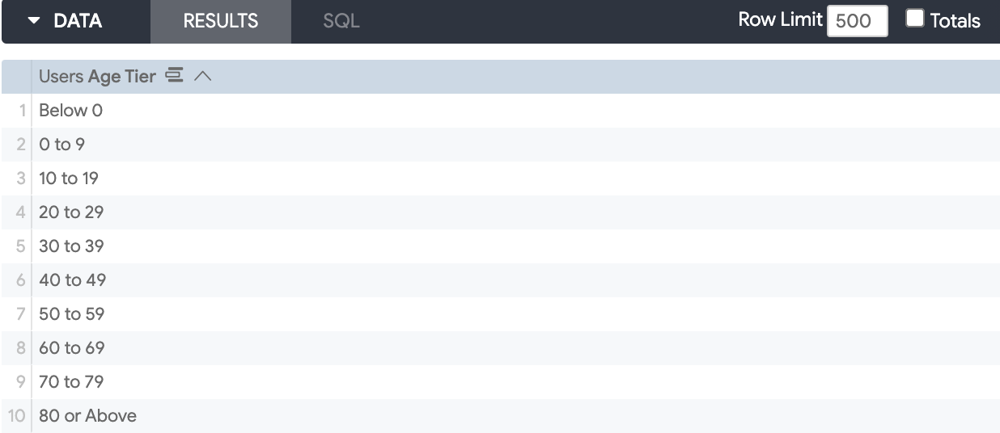 DATA RESULTS SQL Row Limit 500 Totals
Users Age Tier
1 Below 0
2 0 to 9
3 10 to 19
4 20 to 29
5 30 to 39
6 40 to 49
7 50 to 59
8 60 to 69
9 70 to 79
10 80 or Above